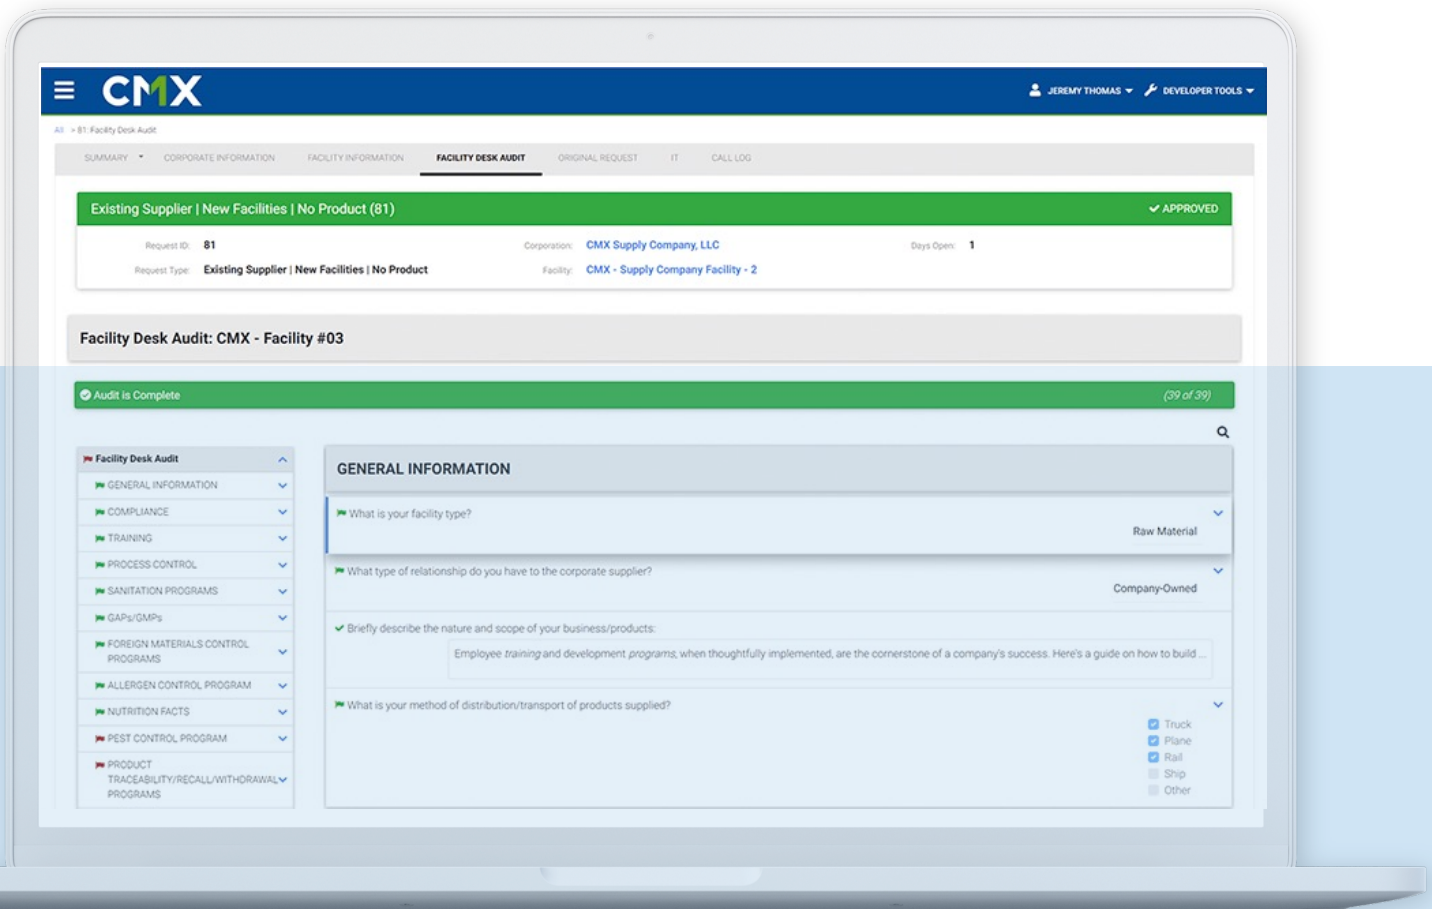 CMX
JEREMY THOMAS
DEVELOPER TOOLS
All > 81: Facility Desk Audit
SUMMARY
CORPORATE INFORMATION
FACILITY INFORMATION
FACILITY DESK AUDIT
ORIGINAL REQUEST
IT
CALL LOG
Existing Supplier | New Facilities | No Product (81)
APPROVED
Request ID: 81
Corporation: CMX Supply Company, LLC
Days Open: 1
Request Type: Existing Supplier | New Facilities | No Product
Facility: CMX - Supply Company Facility - 2
Facility Desk Audit: CMX - Facility #03
Audit is Complete
(39 of 39)
Facility Desk Audit
GENERAL INFORMATION
COMPLIANCE
TRAINING
PROCESS CONTROL
SANITATION PROGRAMS
GAPs/GMPs
FOREIGN MATERIALS CONTROL
PROGRAMS
ALLERGEN CONTROL PROGRAM
NUTRITION FACTS
PEST CONTROL PROGRAM
PRODUCT
TRACEABILITY/RECALL/WITHDRAWAL
PROGRAMS
GENERAL INFORMATION
What is your facility type?
Raw Material
What type of relationship do you have to the corporate supplier?
Company-Owned
Briefly describe the nature and scope of your business/products:
Employee training and development programs, when thoughtfully implemented, are the cornerstone of a company's success. Here's a guide on how to build ...
What is your method of distribution/transport of products supplied?
Truck
Plane
Rail
Ship
Other